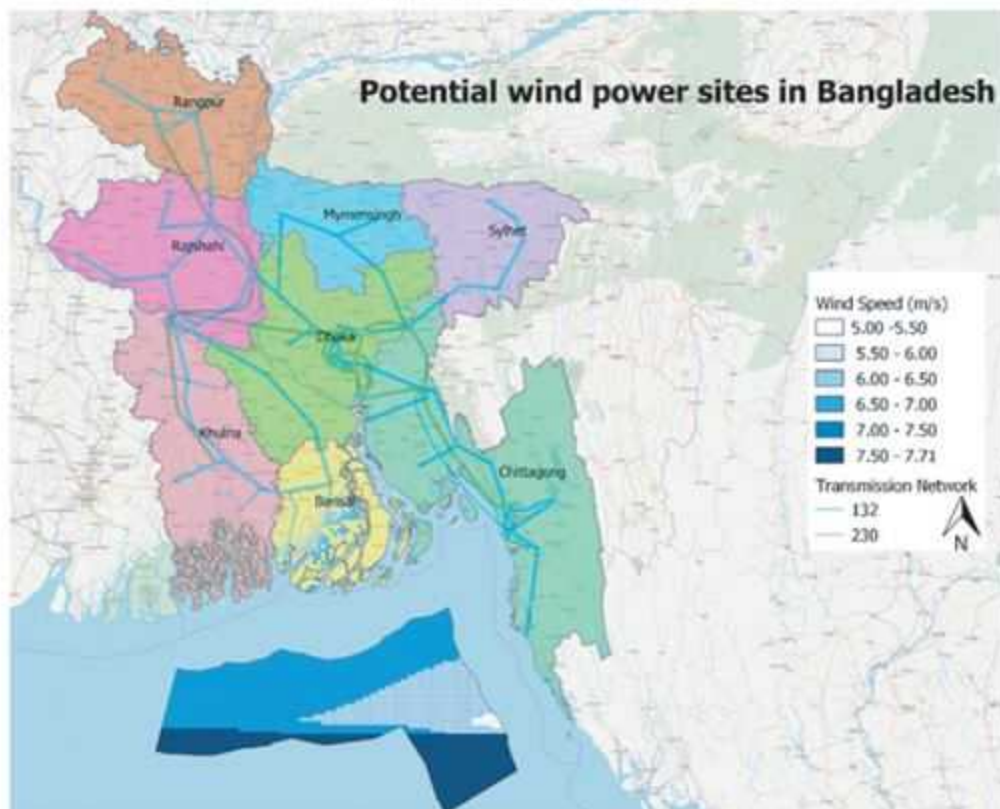 Potential wind power sites in Bangladesh
Rangpur
Mymensingh
Sylhet
Rajshahi
Dhaka
Khulna
Chittagong
Barisal
Wind Speed (m/s)
5.00 -5.50
5.50 - 6.00
6.00 - 6.50
6.50 - 7.00
7.00 - 7.50
7.50 - 7.71
Transmission Network
132
230
N